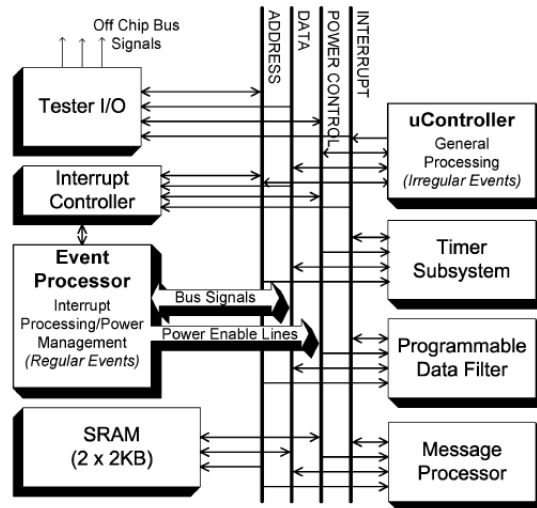 Off Chip Bus
Signals
ADDRESS
DATA
POWER CONTROL
INTERRUPT
Tester I/O
uController
General
Processing
(Irregular Events)
Interrupt
Controller
Event
Processor
Interrupt
Processing/Power
Management
(Regular Events)
Bus Signals
Power Enable Lines
Timer
Subsystem
Programmable
Data Filter
SRAM
(2 x 2KB)
Message
Processor